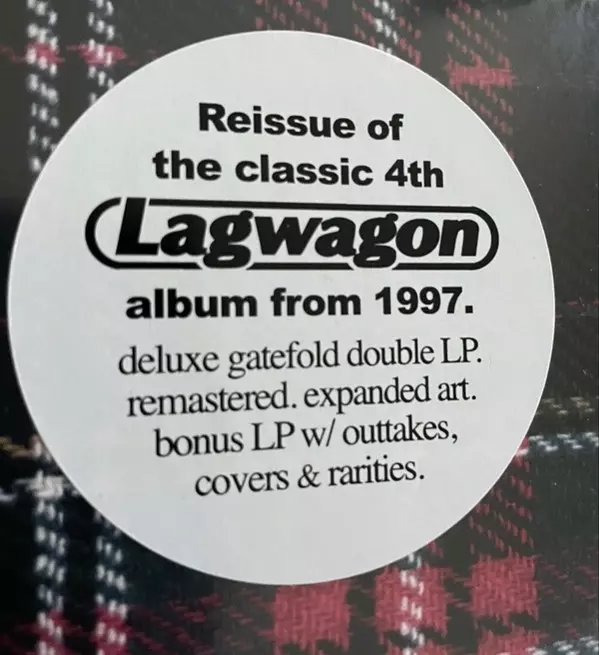 Reissue of
the classic 4th
Lagwagon
album from 1997.
deluxe gatefold double LP.
remastered. expanded art.
bonus LP w/ outtakes,
covers & rarities.